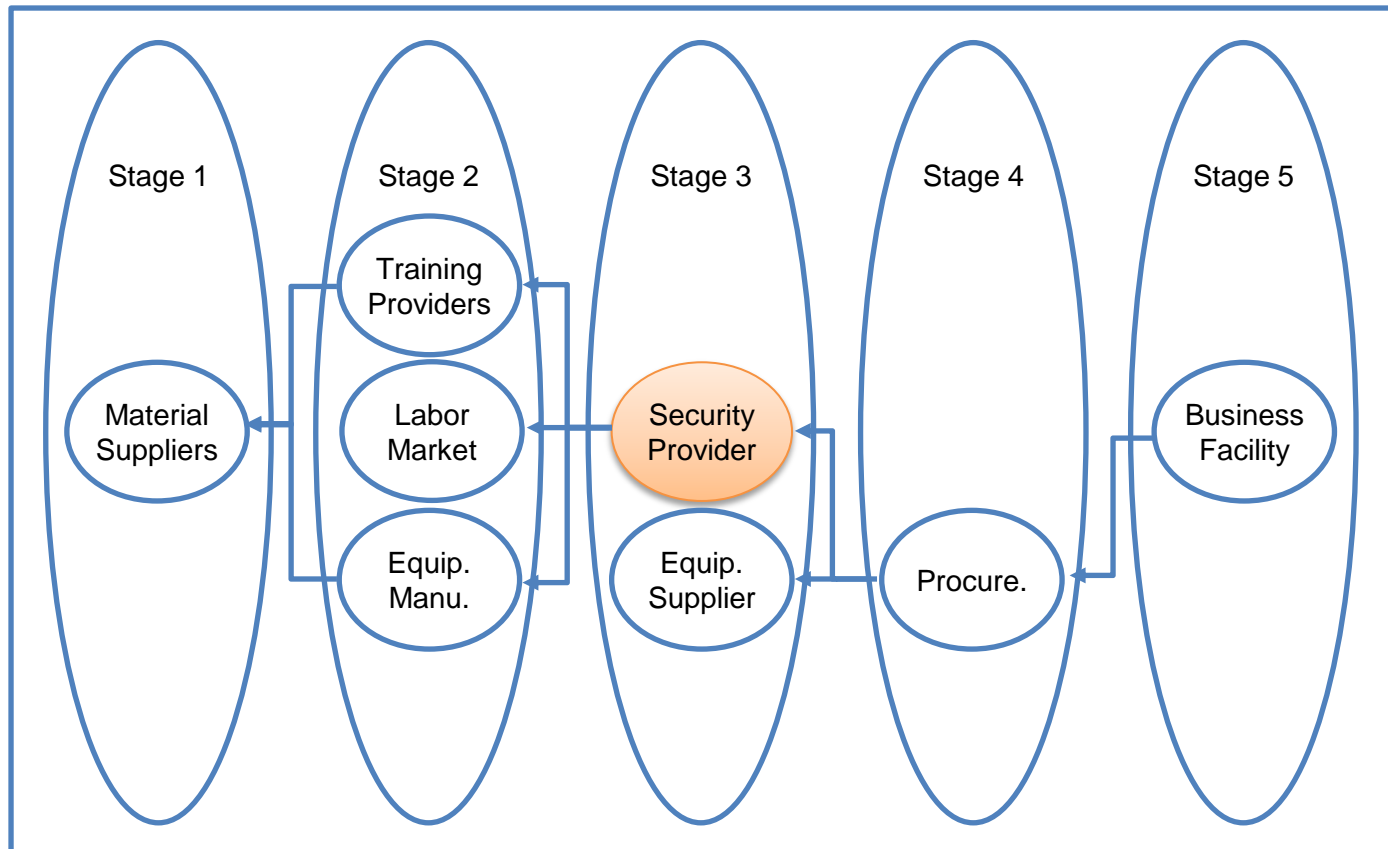 Stage 1
Stage 2
Stage 3
Stage 4
Stage 5
Training
Providers
Material
Suppliers
Labor
Market
Security
Provider
Business
Facility
Equip.
Manu.
Equip.
Supplier
Procure.